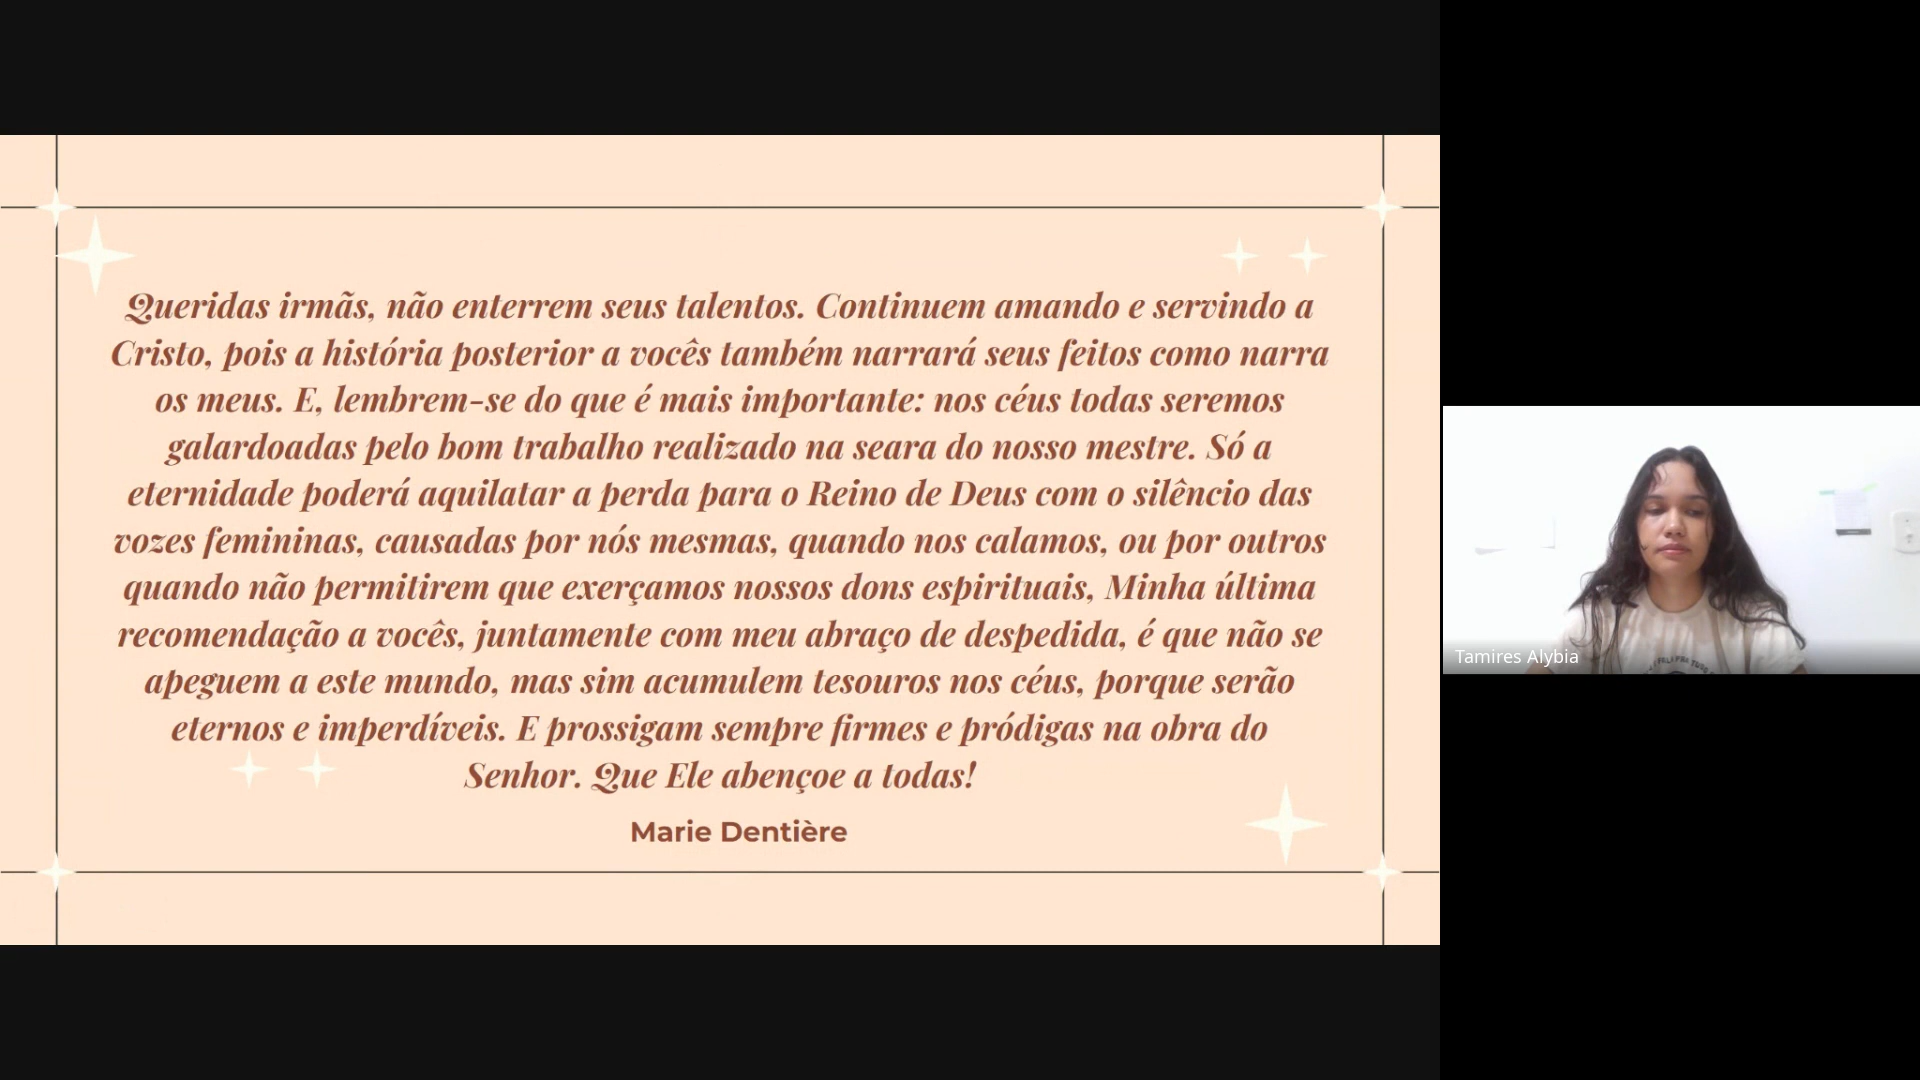 Queridas irmãs, não enterrem seus talentos. Continuem amando e servindo a
Cristo, pois a história posterior a vocês também narrará seus feitos como narra
os meus. E, lembrem-se do que é mais importante: nos céus todas seremos
galardoadas pelo bom trabalho realizado na seara do nosso mestre. Só a
eternidade poderá aquilatar a perda para o Reino de Deus com o silêncio das
vozes femininas, causadas por nós mesmas, quando nos calamos, ou por outros
quando não permitirem que exerçamos nossos dons espirituais, Minha última
recomendação a vocês, juntamente com meu abraço de despedida, é que não se
apeguem a este mundo, mas sim acumulem tesouros nos céus, porque serão
eternos e imperdíveis. E prossigam sempre firmes e pródigas na obra do
Senhor. Que Ele abençoe a todas!
Marie Dentière
Tamires Alybia